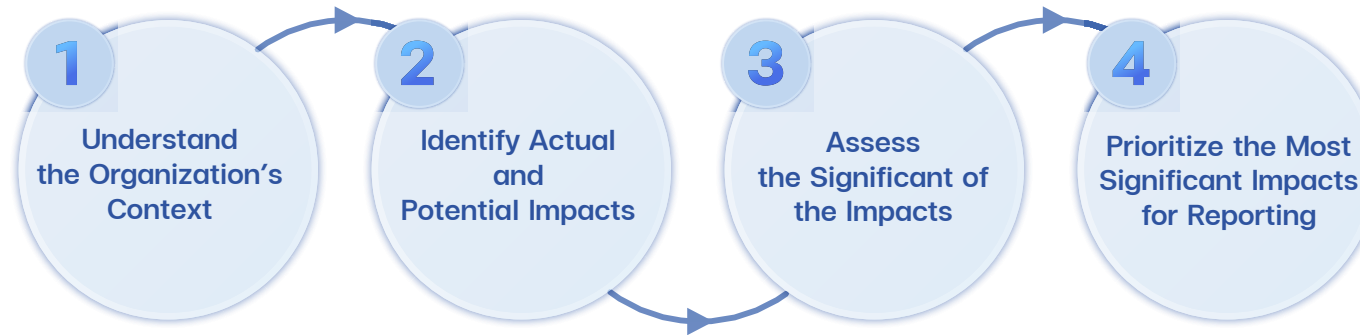 1
Understand
the Organization's
Context
2
Identify Actual
and
Potential Impacts
3
Assess
the Significant of
the Impacts
4
Prioritize the Most
Significant Impacts
for Reporting